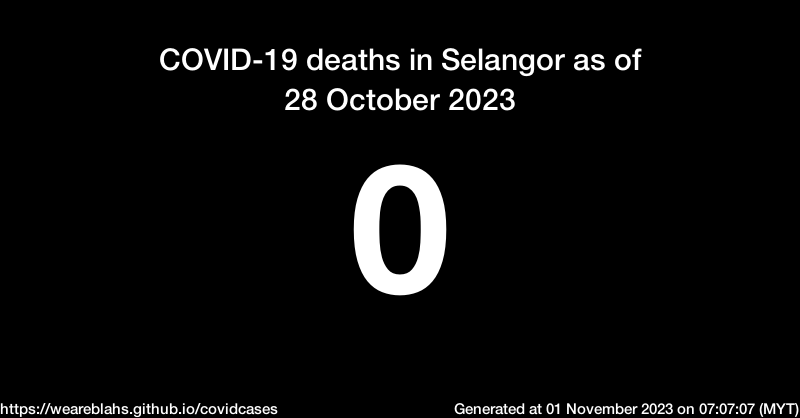 COVID-19 deaths in Selangor as of
28 October 2023
0
https://weareblahs.github.io/covidcases
Generated at 01 November 2023 on 07:07:07 (MYT)